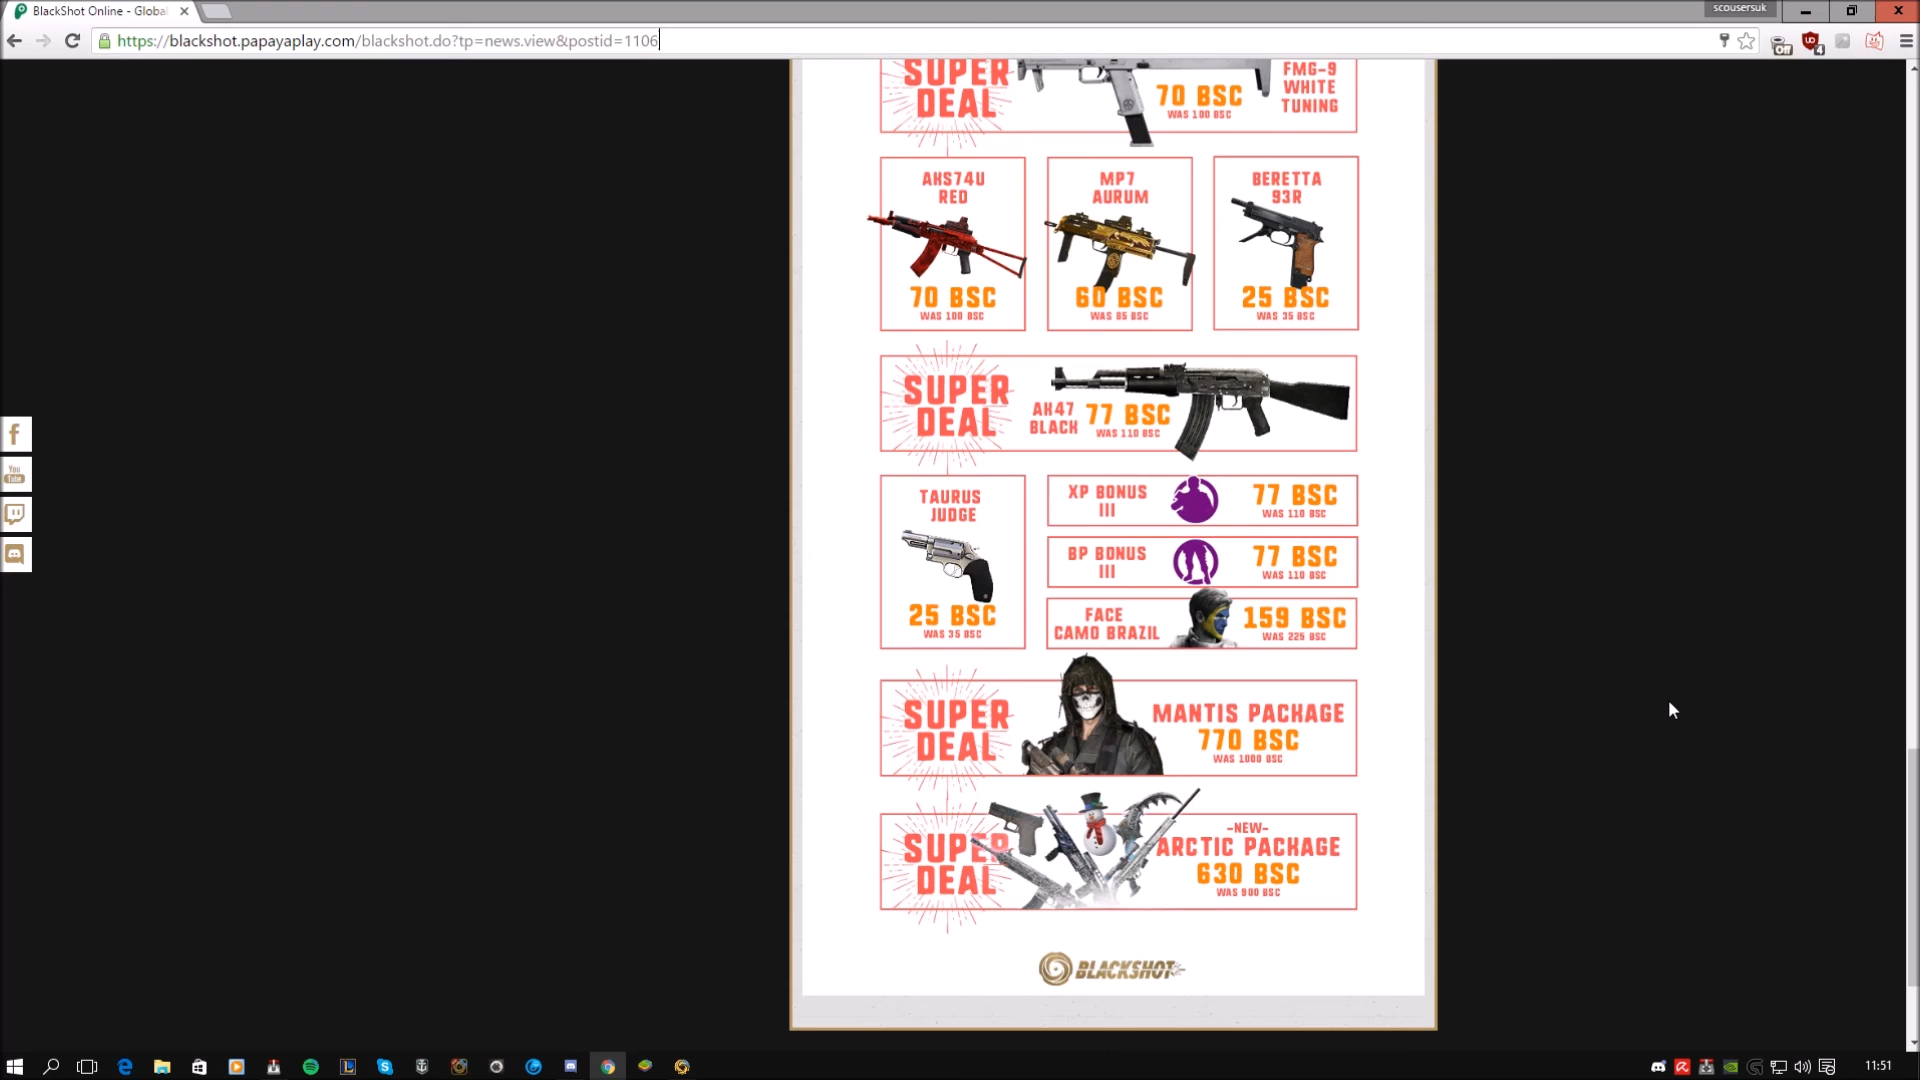 BlackShot Online - Globa
scousersuk
https://blackshot.papayaplay.com/blackshot.do?tp=news.view&postid=1106
Off
4
SUPER
DEAL
70 BSC
WAS 100 BSC
FMG-9
WHITE
TUNING
AKS74U
RED
70 BSC
WAS 100 BSC
MP7
AURUM
60 BSC
WAS 85 BSC
BERETTA
93R
25 BSC
WAS 35 BSC
SUPER
DEAL
AK47
BLACK
77 BSC
WAS 110 BSC
TAURUS
JUDGE
25 BSC
WAS 35 BSC
XP BONUS
III
77 BSC
WAS 110 BSC
BP BONUS
III
77 BSC
WAS 110 BSC
FACE
CAMO BRAZIL
159 BSC
WAS 225 BSC
SUPER
DEAL
MANTIS PACKAGE
770 BSC
WAS 1000 BSC
SUPER
DEAL
-NEW-
ARCTIC PACKAGE
630 BSC
WAS 900 BSC
BLACKSHOT
You
Tube
11:51